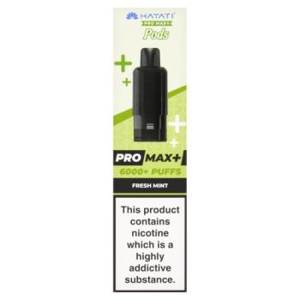 HAYATI
PRO MAX+
Pods
PRO MAX+
6000+ PUFFS
FRESH MINT
This product
contains
nicotine
which is a
highly
addictive
substance.